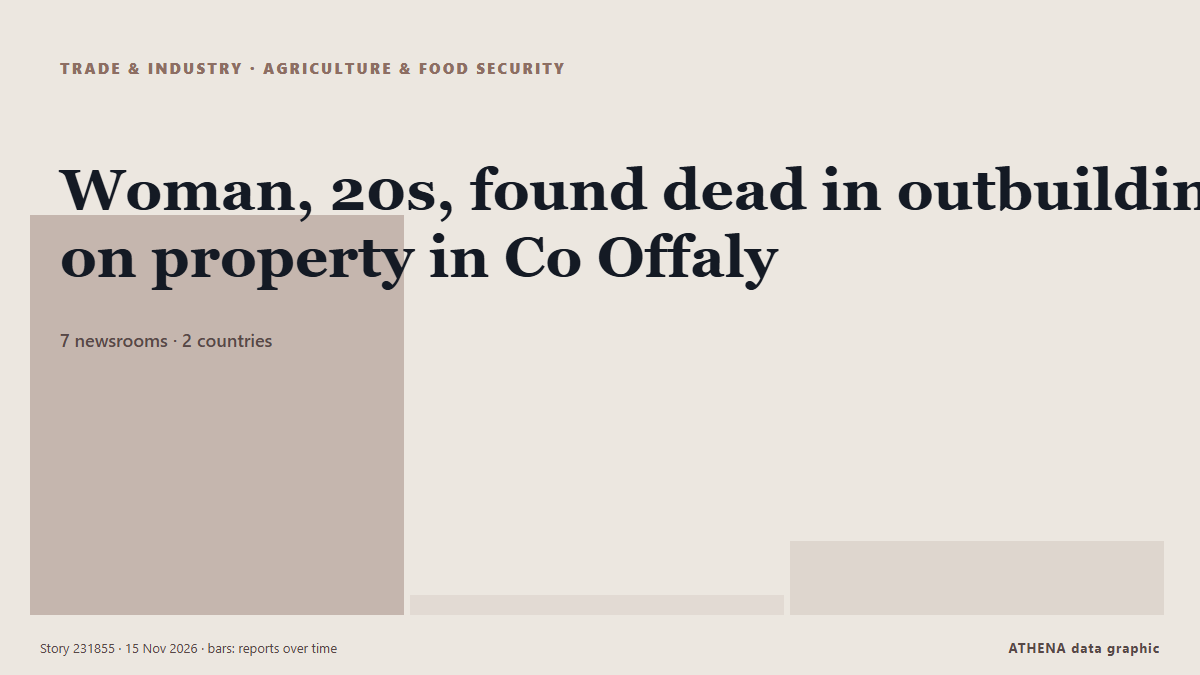 TRADE & INDUSTRY · AGRICULTURE & FOOD SECURITY
Woman, 20s, found dead in outbuildin
on property in Co Offaly
7 newsrooms · 2 countries
Story 231855 · 15 Nov 2026 · bars: reports over time
ATHENA data graphic